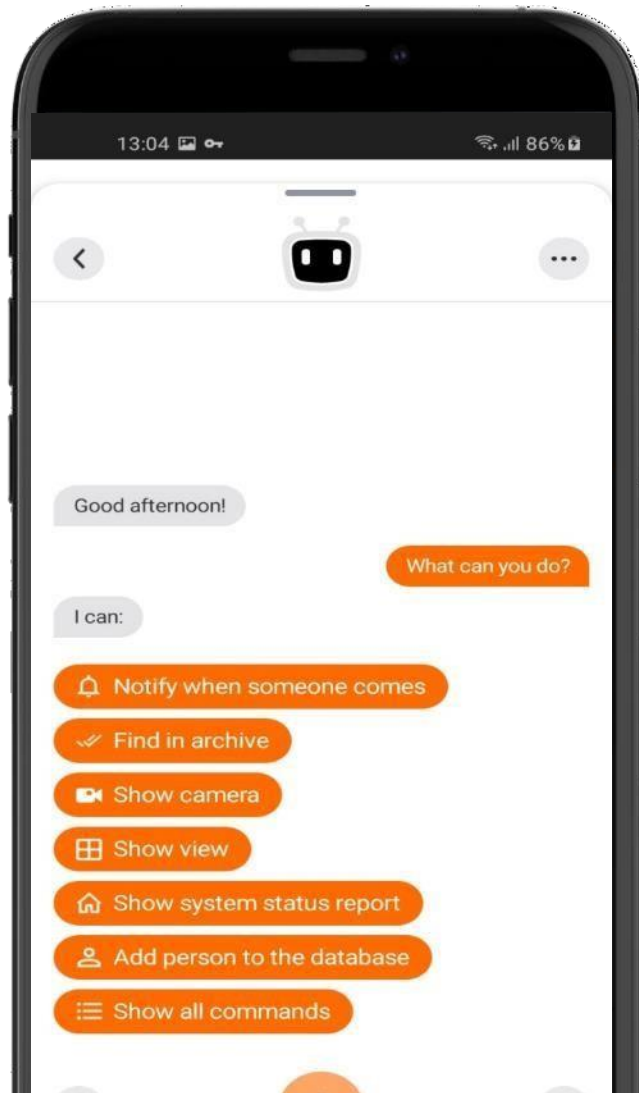 13:04 86%
Good afternoon!
What can you do?
I can:
Notify when someone comes
Find in archive
Show camera
Show view
Show system status report
Add person to the database
Show all commands